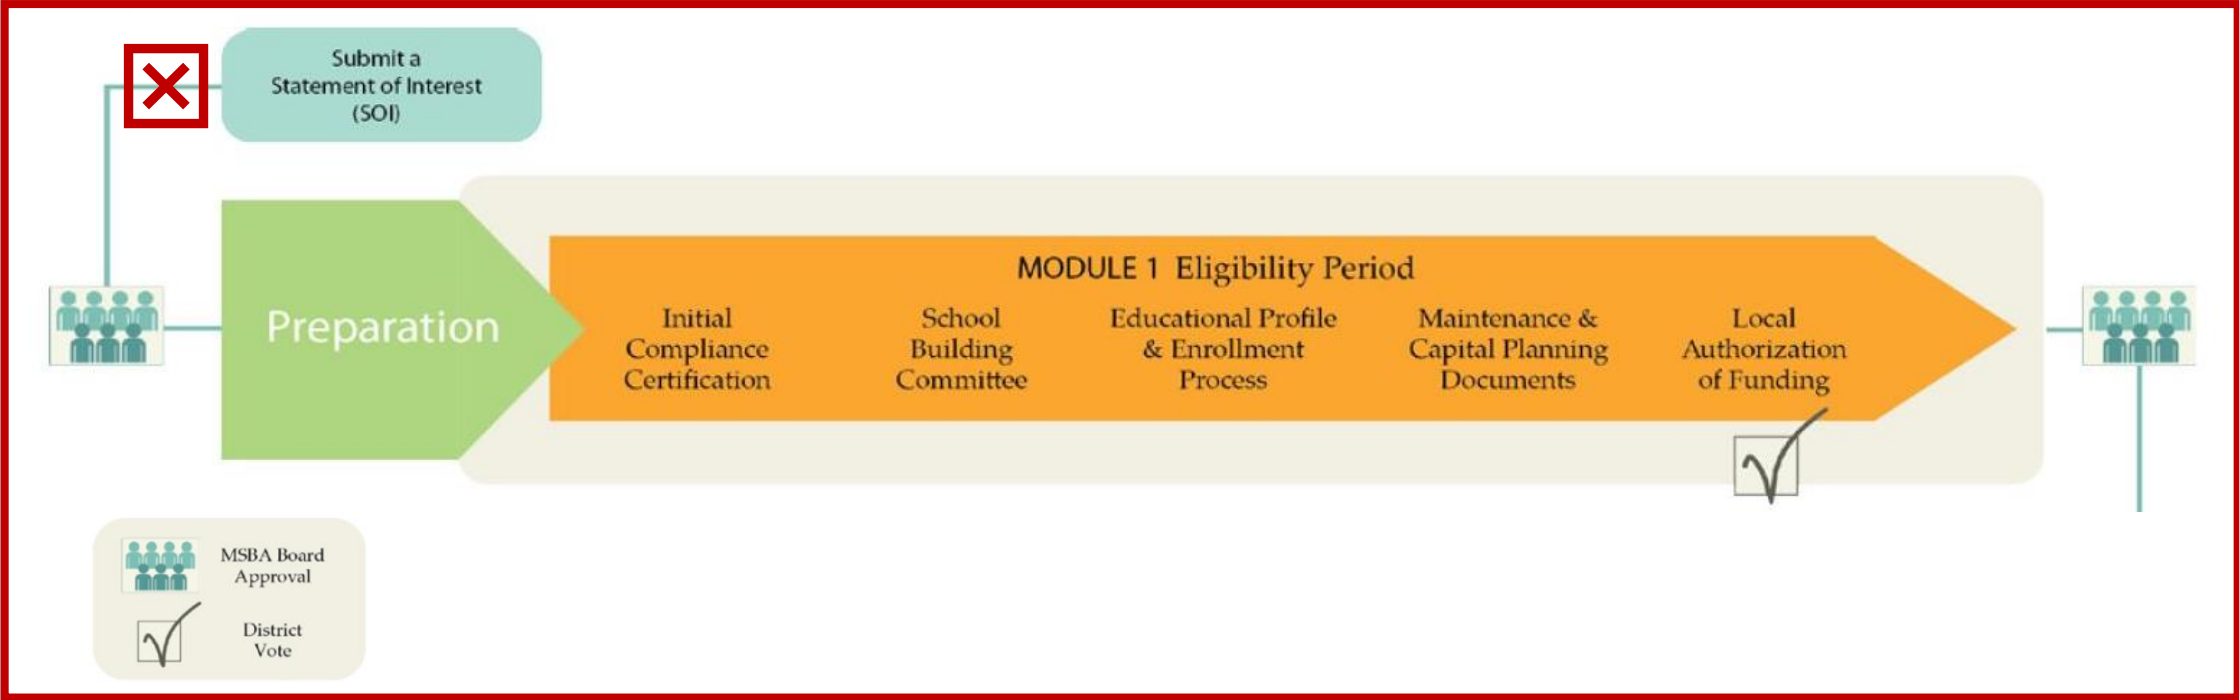 Submit a
Statement of Interest
(SOI)
Preparation
MODULE 1 Eligibility Period
Initial
Compliance
Certification
School
Building
Committee
Educational Profile
& Enrollment
Process
Maintenance &
Capital Planning
Documents
Local
Authorization
of Funding
MSBA Board
Approval
District
Vote